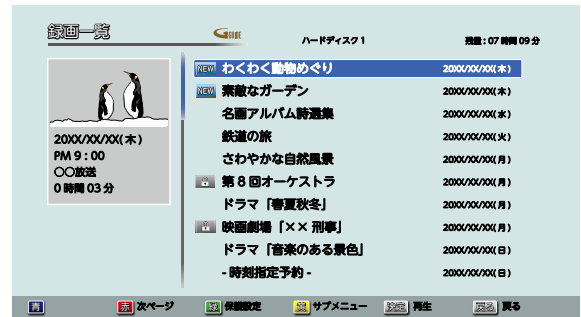 録画一覧 GGUIDE ハードディスク1 残量:07時間09分
20XX/XX/XX(木)
PM 9:00
〇〇放送
0時間03分
NEW わくわく動物めぐり 20XX/XX/XX(木)
NEW 素敵なガーデン 20XX/XX/XX(木)
名画アルバム詩選集 20XX/XX/XX(水)
鉄道の旅 20XX/XX/XX(火)
さわやかな自然風景 20XX/XX/XX(月)
第8回オーケストラ 20XX/XX/XX(月)
ドラマ「春夏秋冬」 20XX/XX/XX(月)
映画劇場「××刑事」 20XX/XX/XX(月)
ドラマ「音楽のある景色」 20XX/XX/XX(日)
-時刻指定予約- 20XX/XX/XX(日)
青 赤 次ページ 緑 保護設定 黄 サブメニュー 決定 再生 戻る 戻る